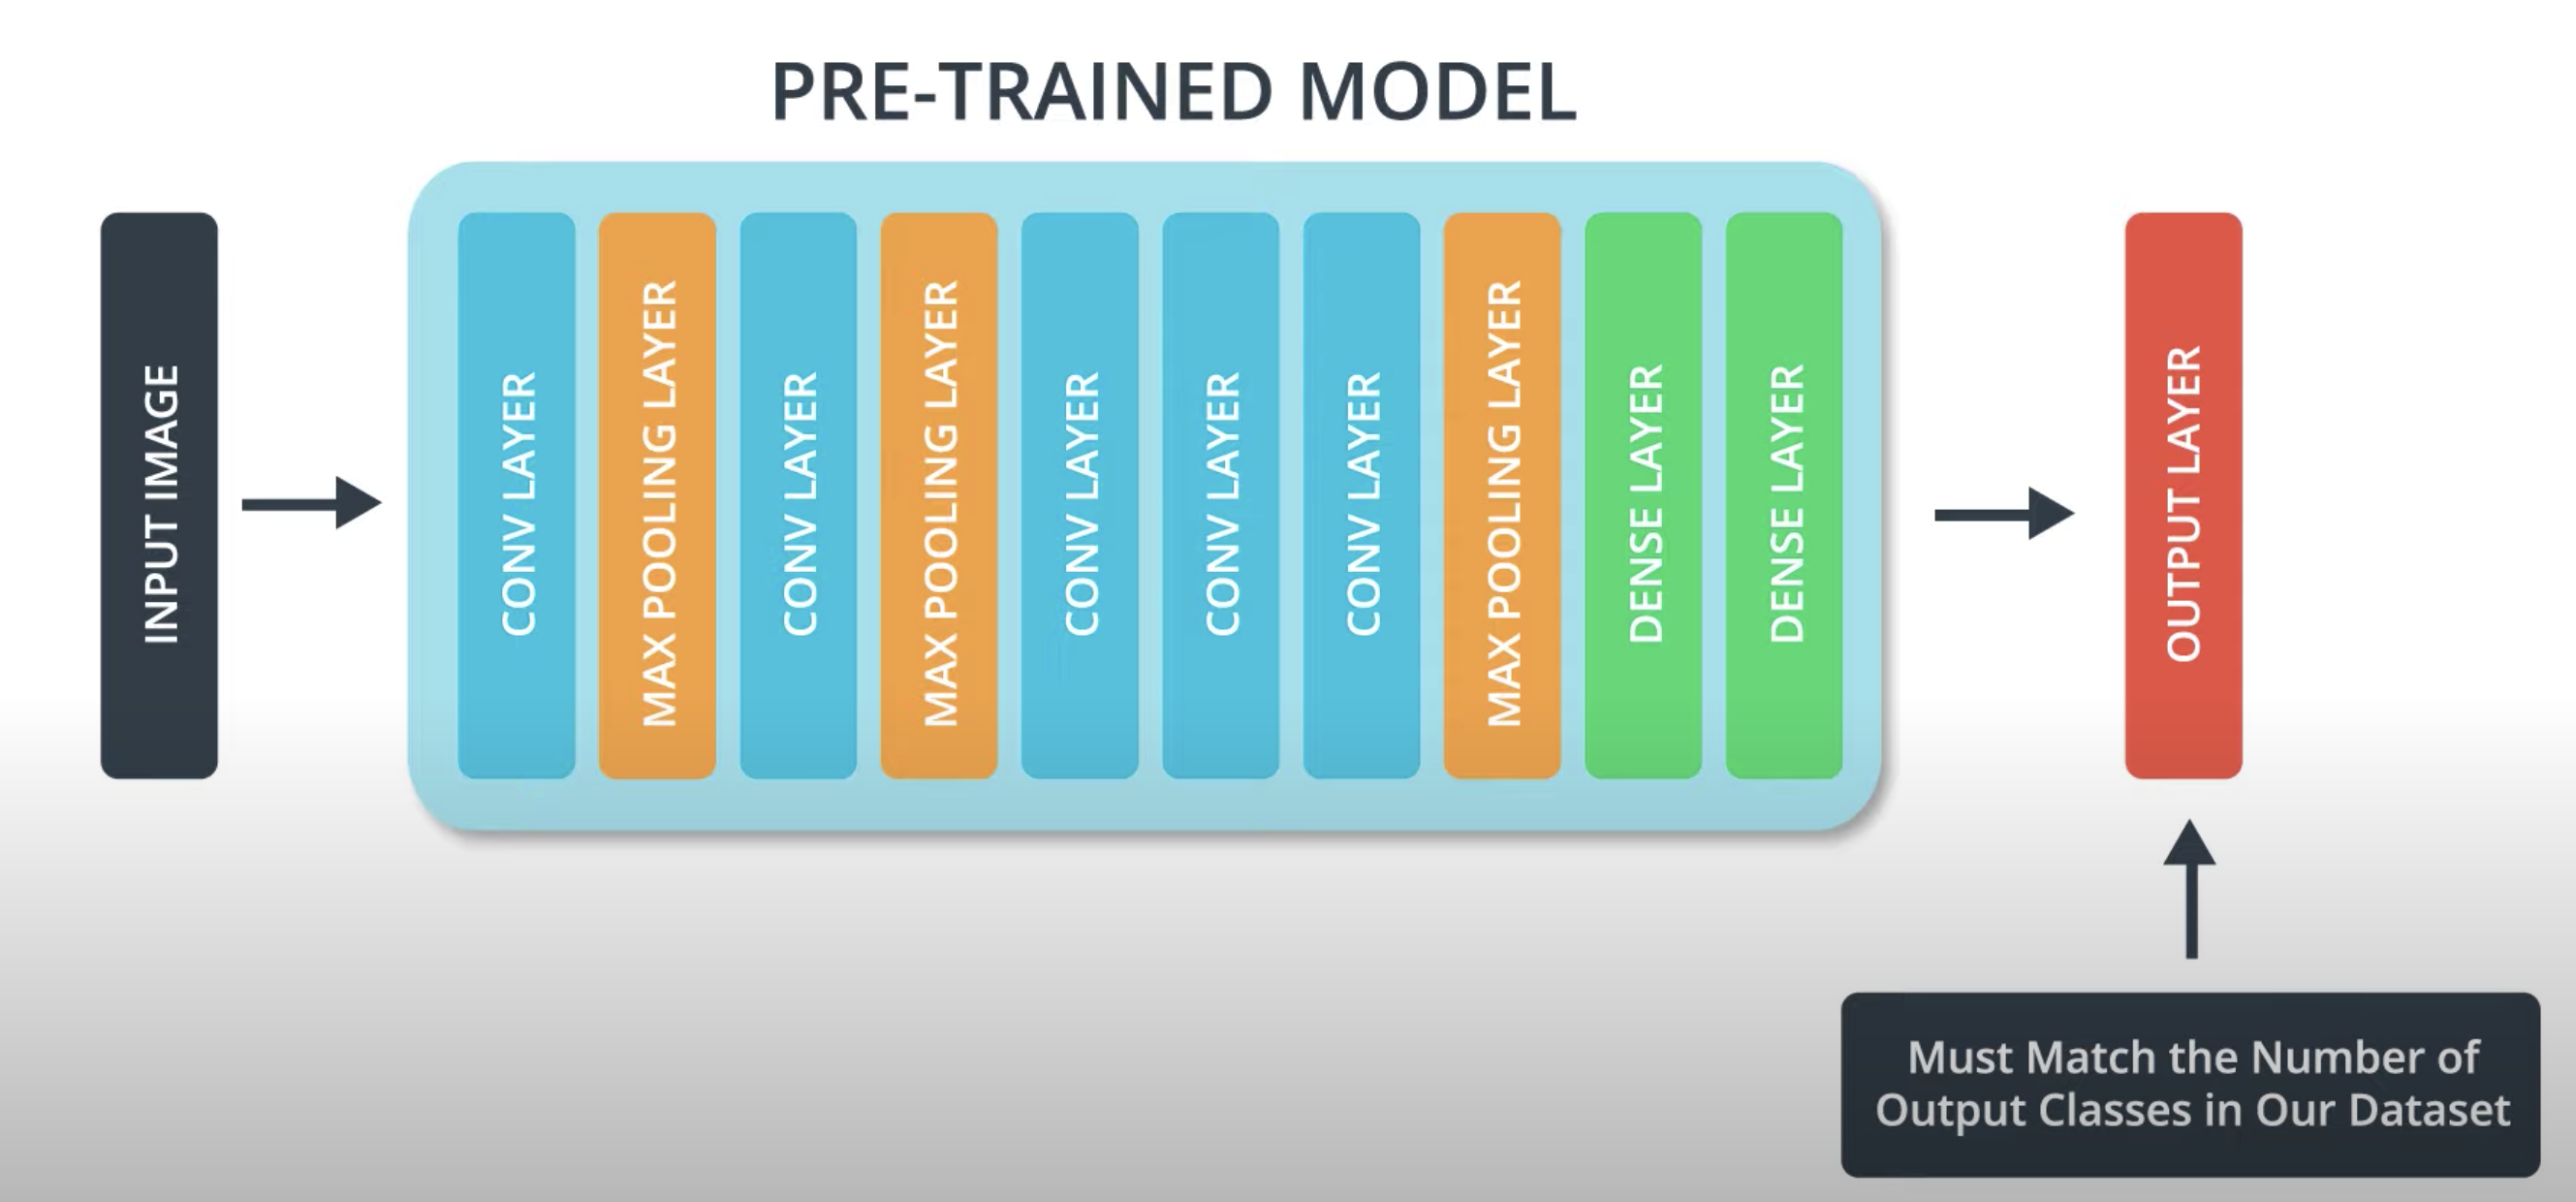 PRE-TRAINED MODEL
INPUT IMAGE
CONV LAYER
MAX POOLING LAYER
CONV LAYER
MAX POOLING LAYER
CONV LAYER
CONV LAYER
CONV LAYER
MAX POOLING LAYER
DENSE LAYER
DENSE LAYER
OUTPUT LAYER
Must Match the Number of
Output Classes in Our Dataset